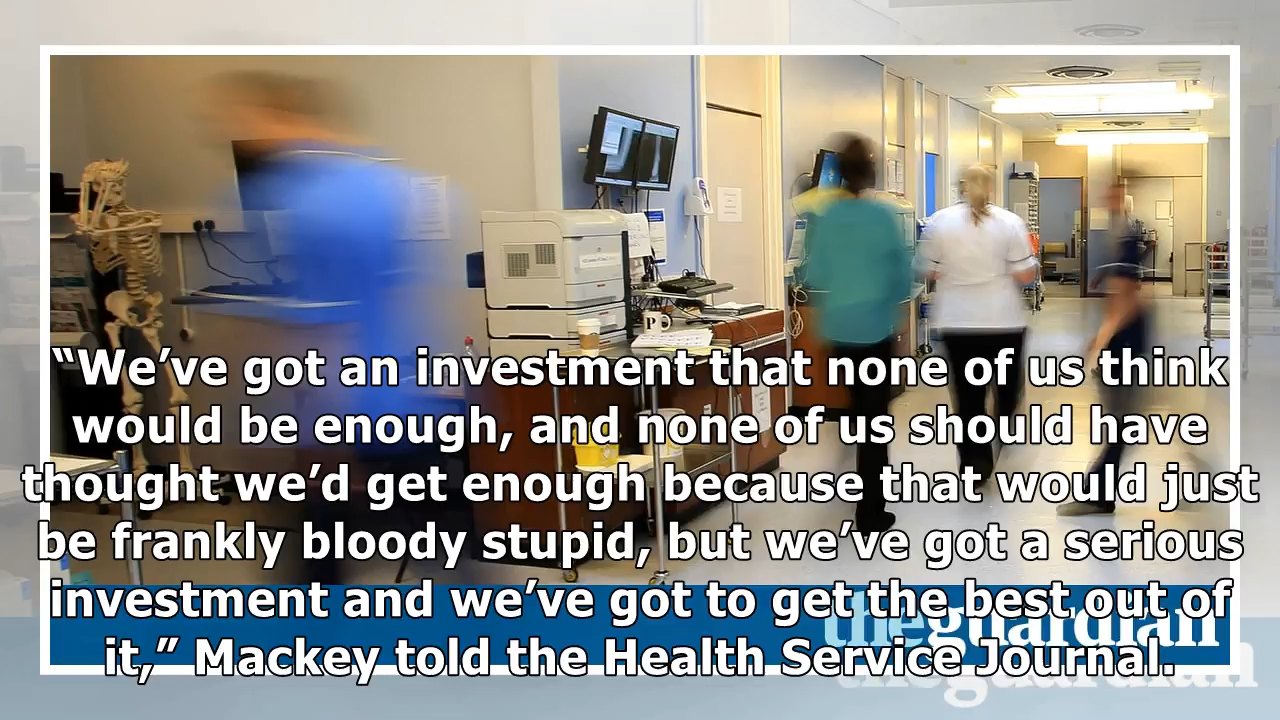 “We’ve got an investment that none of us think
would be enough, and none of us should have
thought we’d get enough because that would just
be frankly bloody stupid, but we’ve got a serious
investment and we’ve got to get the best out of
it,” Mackey told the Health Service Journal.
theguardian
theguardian
P